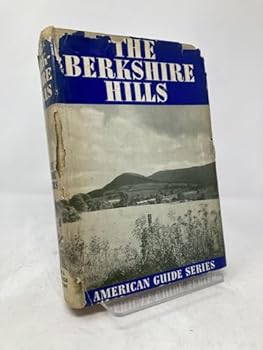 THE
BERKSHIRE
HILLS
AMERICAN GUIDE SERIES